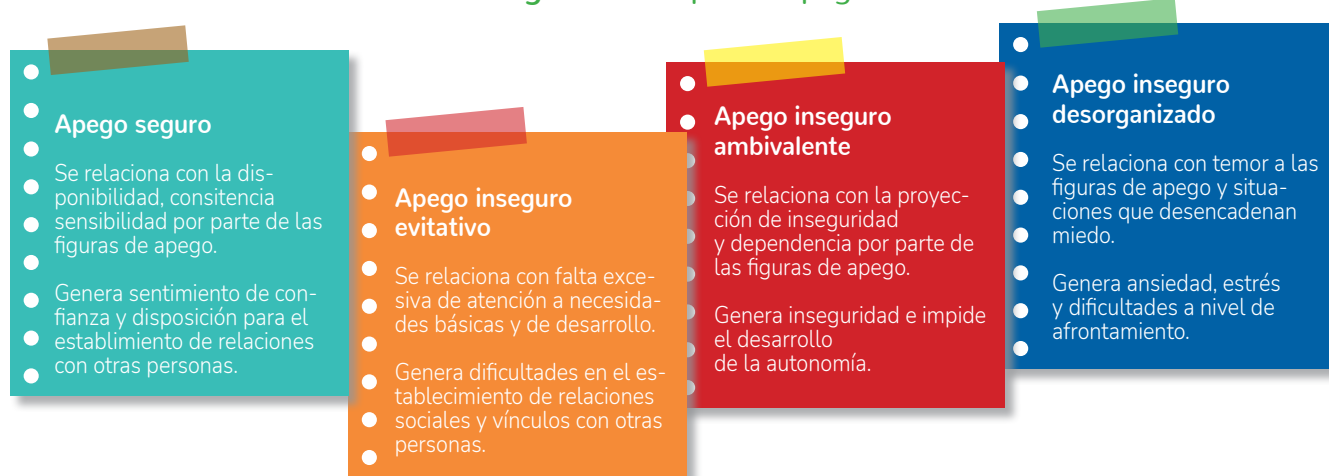 Apego seguro
Se relaciona con la dis-
ponibilidad, consitencia
sensibilidad por parte de las
figuras de apego.
Genera sentimiento de con-
fianza y disposición para el
establimiento de relaciones
con otras personas.
Apego inseguro
evitativo
Se relaciona con falta exce-
siva de atención a necesida-
des básicas y de desarrollo.
Genera dificultades en el es-
tablecimiento de relaciones
sociales y vínculos con otras
personas.
Apego inseguro
ambivalente
Se relaciona con la proyec-
ción de inseguridad
y dependencia por parte de
las figuras de apego.
Genera inseguridad e impide
el desarrollo
de la autonomía.
Apego inseguro
desorganizado
Se relaciona con temor a las
figuras de apego y situa-
ciones que desencadenan
miedo.
Genera ansiedad, estrés
y dificultades a nivel de
afrontamiento.